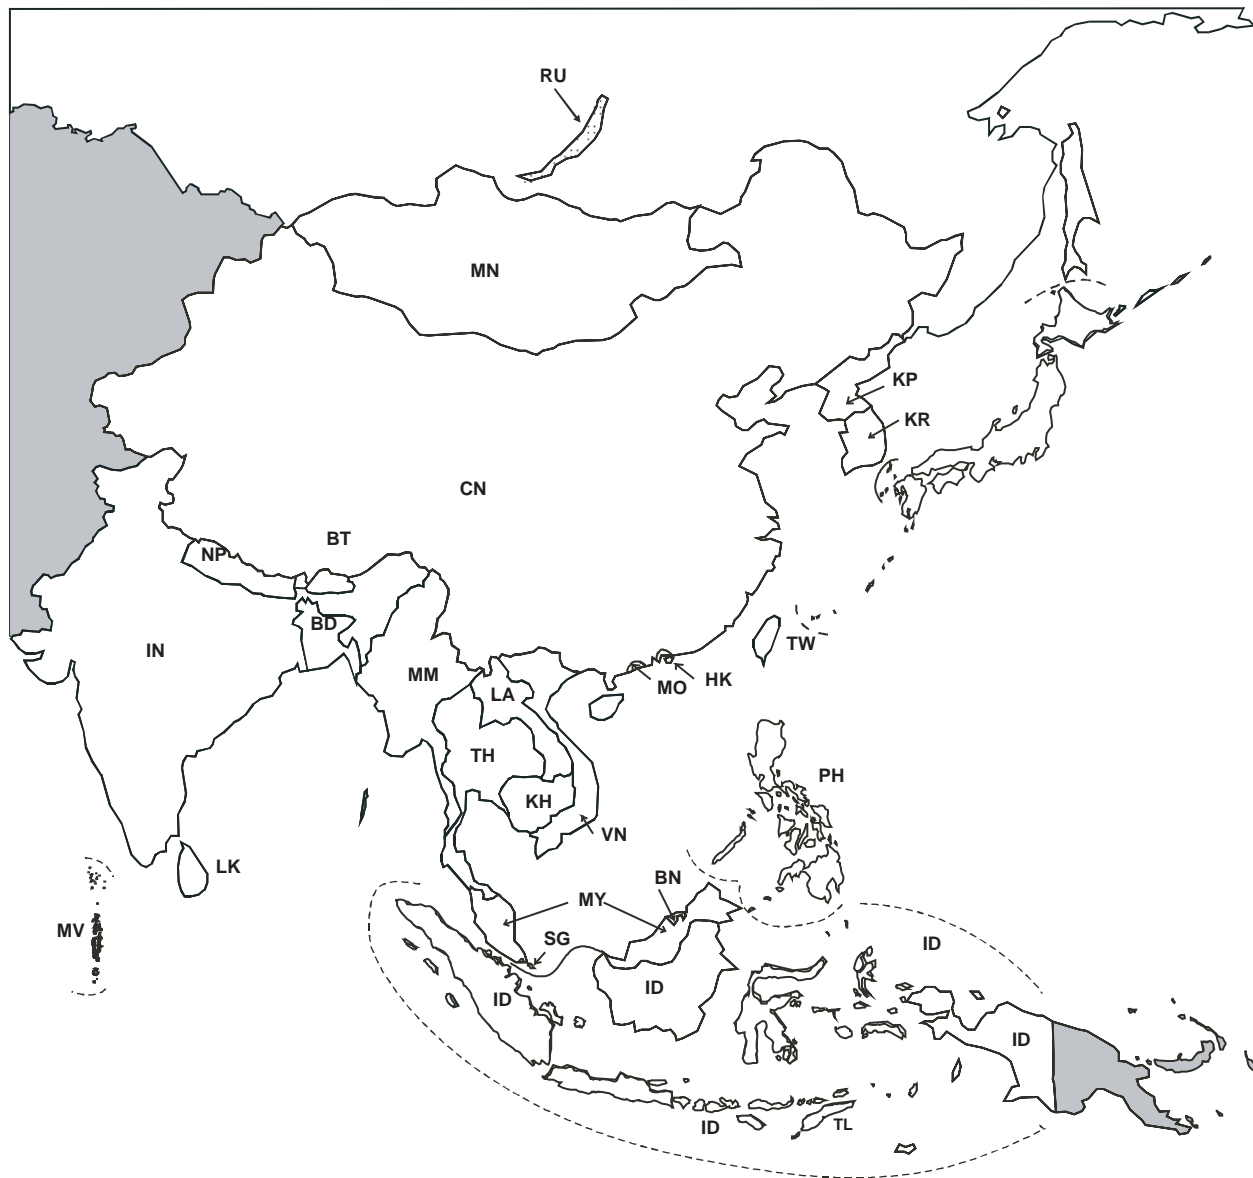 RU
MN
KP
KR
CN
BT
NP
BD
IN
TW
MM
HK
MO
LA
TH
PH
KH
VN
LK
BN
MY
MV
SG
ID
ID
ID
ID
ID
TL